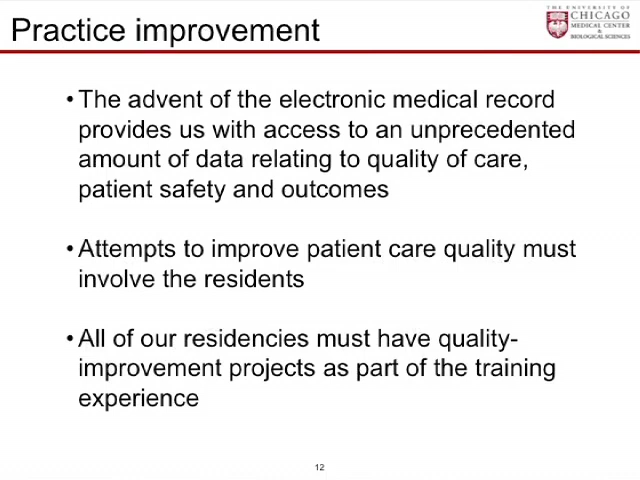 Practice improvement
THE UNIVERSITY OF
CHICAGO
MEDICAL CENTER
&
BIOLOGICAL SCIENCES
• The advent of the electronic medical record
provides us with access to an unprecedented
amount of data relating to quality of care,
patient safety and outcomes
• Attempts to improve patient care quality must
involve the residents
• All of our residencies must have quality-
improvement projects as part of the training
experience
12